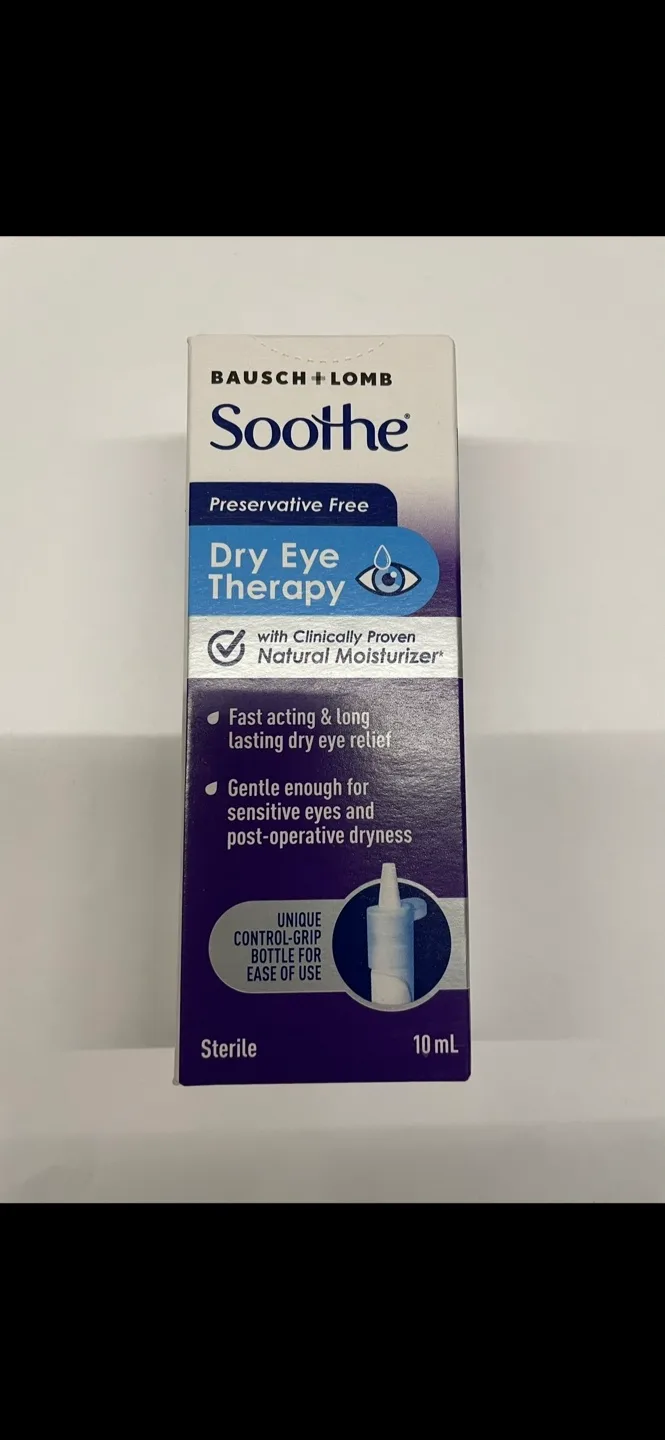 BAUSCH + LOMB
Soothe®
Preservative Free
Dry Eye
Therapy
with Clinically Proven
Natural Moisturizer*
Fast acting & long
lasting dry eye relief
Gentle enough for
sensitive eyes and
post-operative dryness
UNIQUE
CONTROL-GRIP
BOTTLE FOR
EASE OF USE
Sterile
10 mL